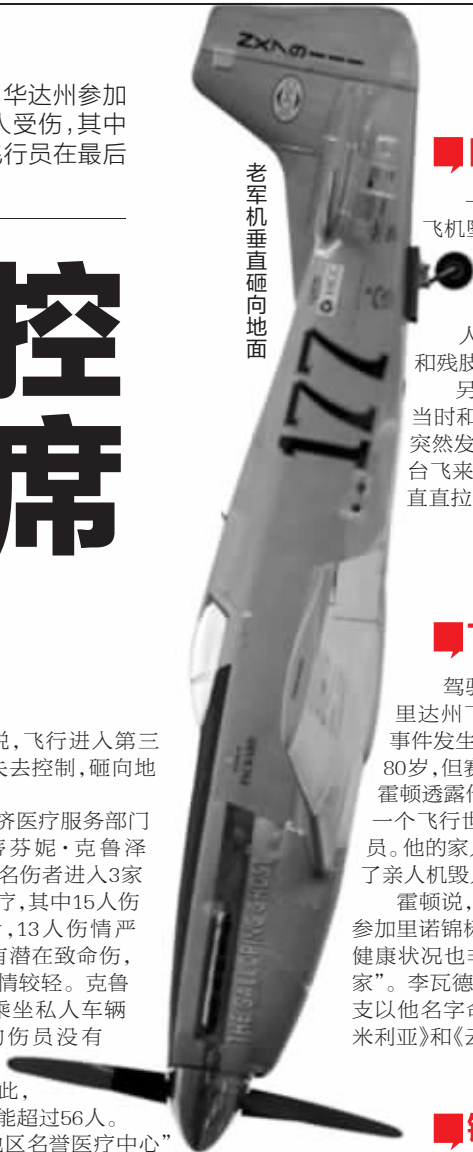 华达州参加
人受伤,其中
飞行员在最后
控
席
说,飞行进入第三
失去控制,砸向地
济医疗服务部门
蒂芬妮·克鲁泽
名伤者进入3家
疗,其中15人伤
,13人伤情严
有潜在致命伤,
情较轻。克鲁
乘坐私人车辆
的伤员没有
此,
能超过56人。
地区名誉医疗中心”
老军机垂直砸向地面
NX79111
177
THE GALLOPING GHOST
飞机坠
人
和残肢
另
当时和
突然发
台飞来
直直拉
驾驶
里达州
事件发生
80岁,但赛
霍顿透露
一个飞行世
员。他的家人
了亲人机毁人
霍顿说,
参加里诺锦标
健康状况也非
家”。李瓦德
支以他名字命
米利亚》和《云